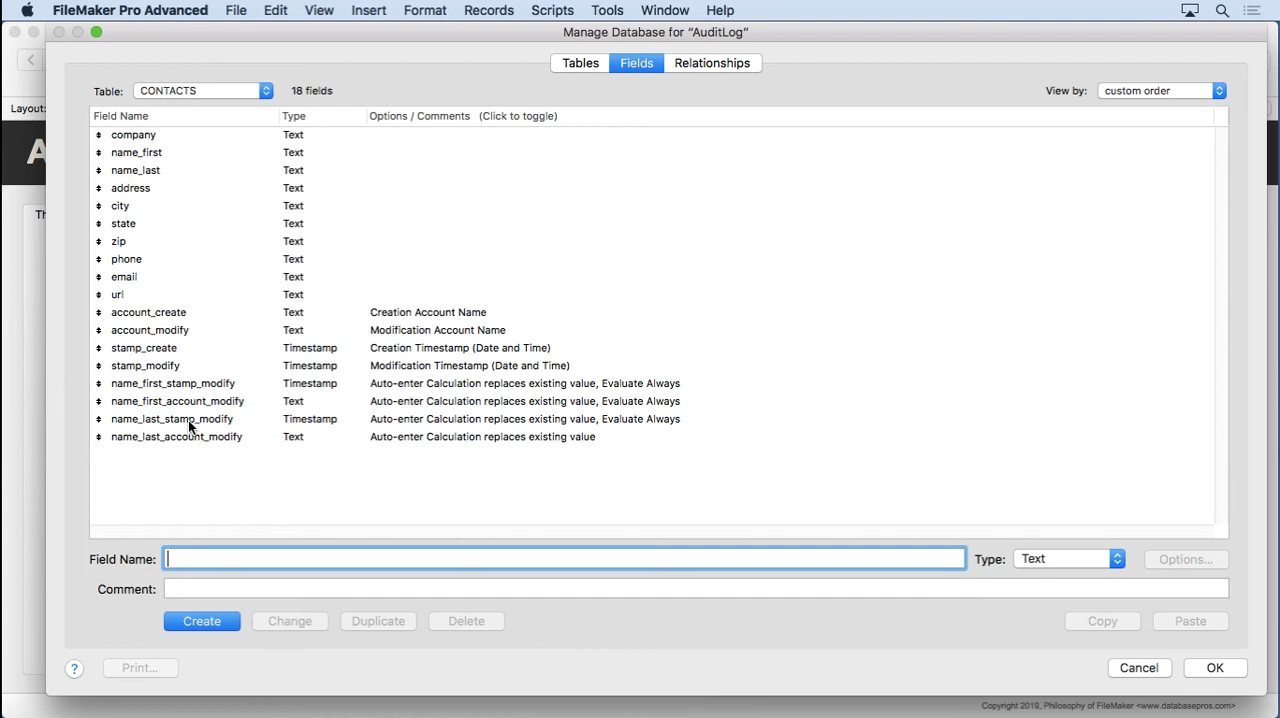 FileMaker Pro Advanced File Edit View Insert Format Records Scripts Tools Window Help
Manage Database for “AuditLog”
Tables Fields Relationships
Table: CONTACTS 18 fields View by: custom order
Layout:
Field Name Type Options / Comments (Click to toggle)
company Text
name_first Text
name_last Text
address Text
city Text
state Text
zip Text
phone Text
email Text
url Text
account_create Text Creation Account Name
account_modify Text Modification Account Name
stamp_create Timestamp Creation Timestamp (Date and Time)
stamp_modify Timestamp Modification Timestamp (Date and Time)
name_first_stamp_modify Timestamp Auto-enter Calculation replaces existing value, Evaluate Always
name_first_account_modify Text Auto-enter Calculation replaces existing value, Evaluate Always
name_last_stamp_modify Timestamp Auto-enter Calculation replaces existing value, Evaluate Always
name_last_account_modify Text Auto-enter Calculation replaces existing value
Field Name: Type: Text Options...
Comment:
Create Change Duplicate Delete Copy Paste
? Print... Cancel OK
Copyright 2019, Philosophy of FileMaker <www.databasepros.com>